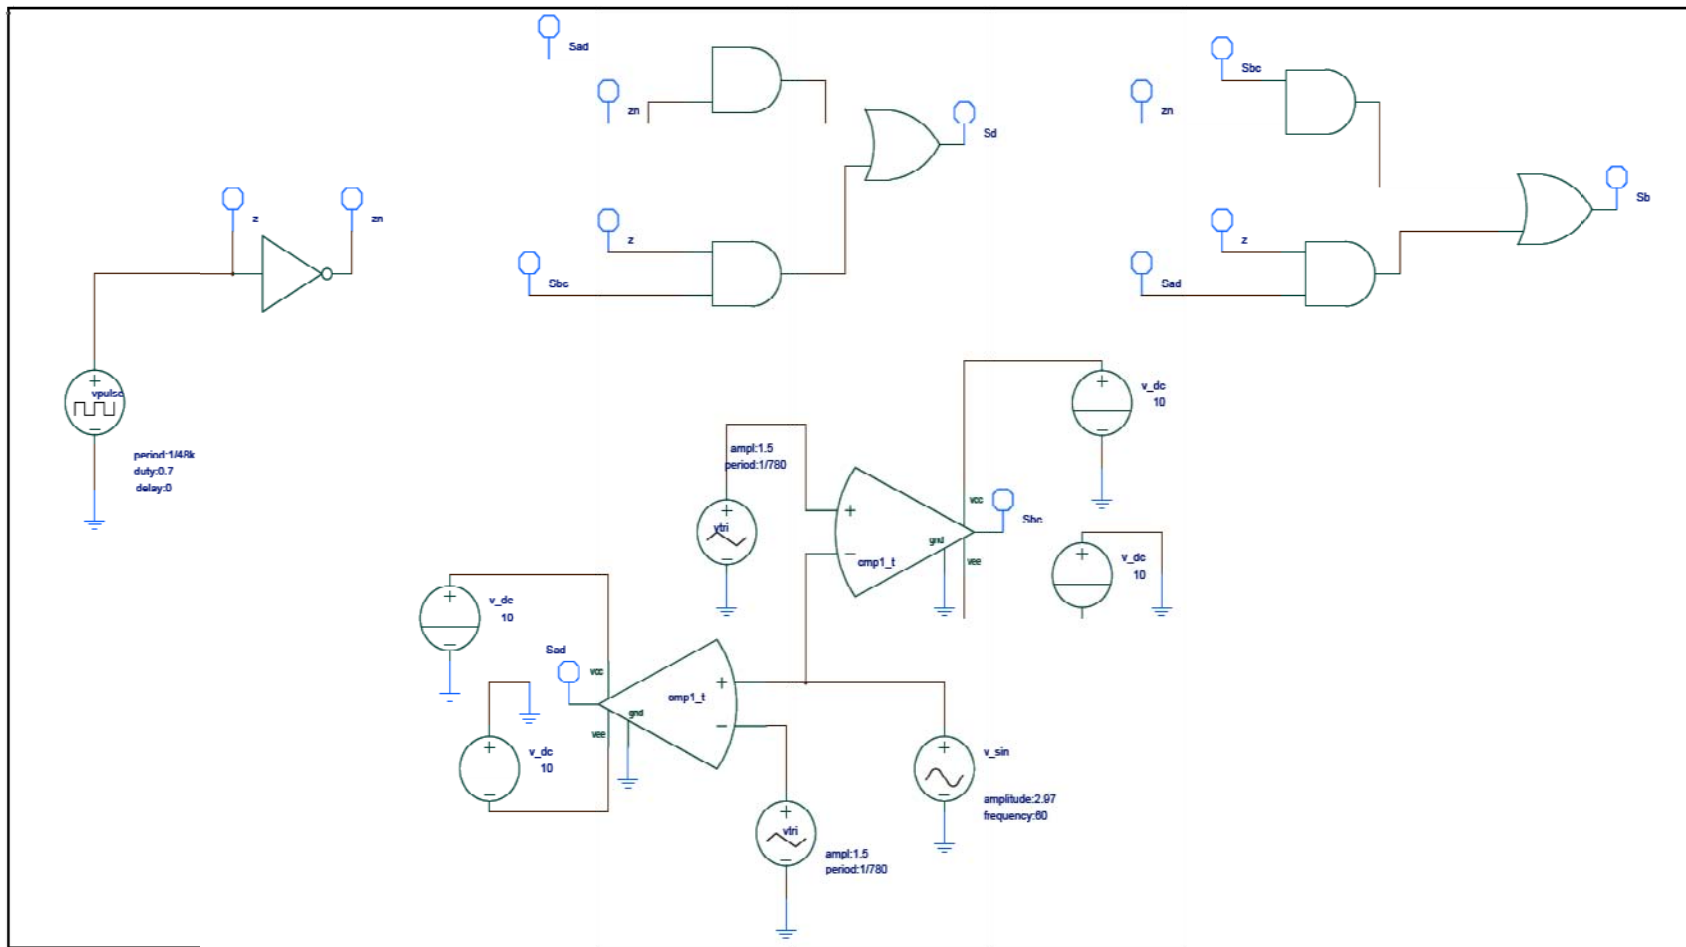 Sad
Sbc
zn
zn
Sd
z
zn
Sb
z
z
Sbc
Sad
vpulse
period:1/48k
duty:0.7
delay:0
v_dc
10
ampl:1.5
period:1/780
vcc
Sbc
vtri
gnd
vee
cmp1_t
v_dc
10
v_dc
10
Sad
vcc
cmp1_t
gnd
vee
v_dc
10
v_sin
amplitude:2.97
frequency:60
vtri
ampl:1.5
period:1/780